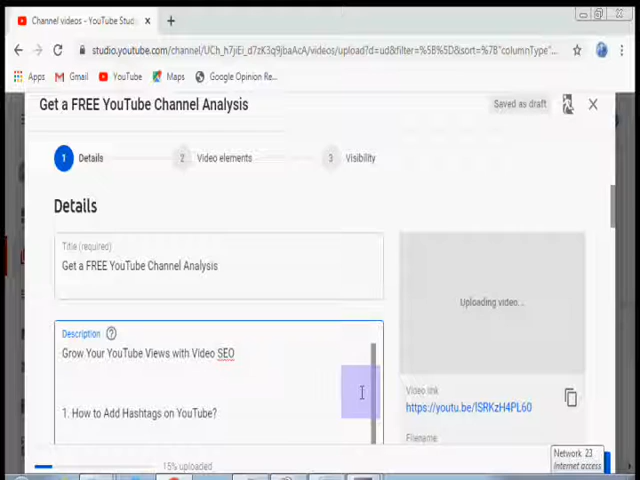 Channel videos - YouTube Stud
studio.youtube.com/channel/UCh_h7jiEj_d7zK3q9jbaAcA/videos/upload?d=ud&filter=%5B%5D&sort=%7B"columnType"...
Apps
Gmail
YouTube
Maps
Google Opinion Re...
Get a FREE YouTube Channel Analysis
Saved as draft
1 Details
2 Video elements
3 Visibility
Details
Title (required)
Get a FREE YouTube Channel Analysis
Uploading video...
Description ?
Grow Your YouTube Views with Video SEO
1. How to Add Hashtags on YouTube?
Video link
https://youtu.be/ISRKzH4PL60
Filename
15% uploaded
Network 23
Internet access